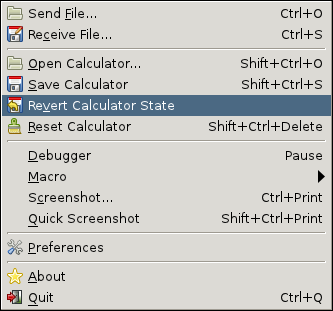 Send File... Ctrl+O
Receive File... Ctrl+S
Open Calculator... Shift+Ctrl+O
Save Calculator Shift+Ctrl+S
Revert Calculator State
Reset Calculator Shift+Ctrl+Delete
Debugger Pause
Macro
Screenshot... Ctrl+Print
Quick Screenshot Shift+Ctrl+Print
Preferences
About
Quit Ctrl+Q